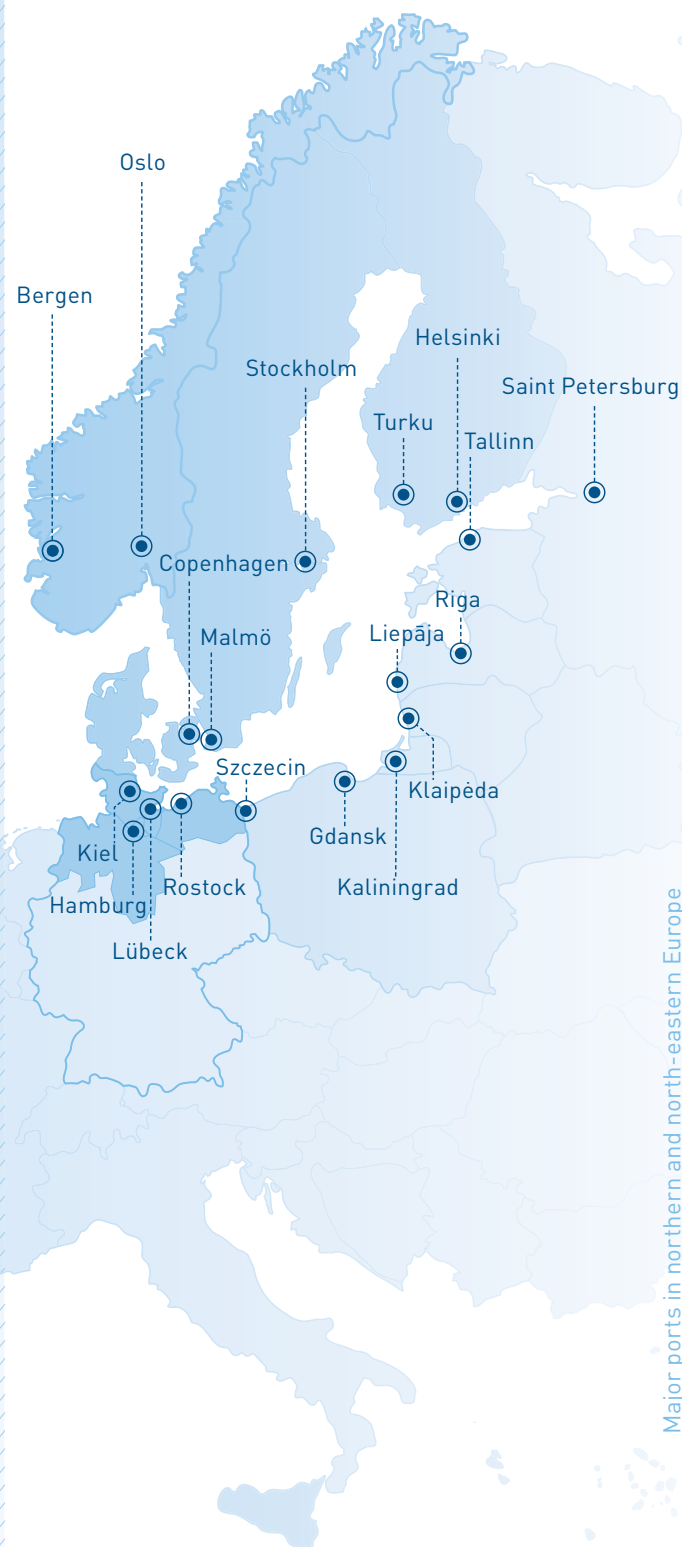 Oslo
Bergen
Helsinki
Stockholm
Saint Petersburg
Turku
Tallinn
Copenhagen
Riga
Liepāja
Malmö
Szczecin
Klaipėda
Gdansk
Kiel
Rostock
Kaliningrad
Hamburg
Lübeck
Major ports in northern and north-eastern Europe